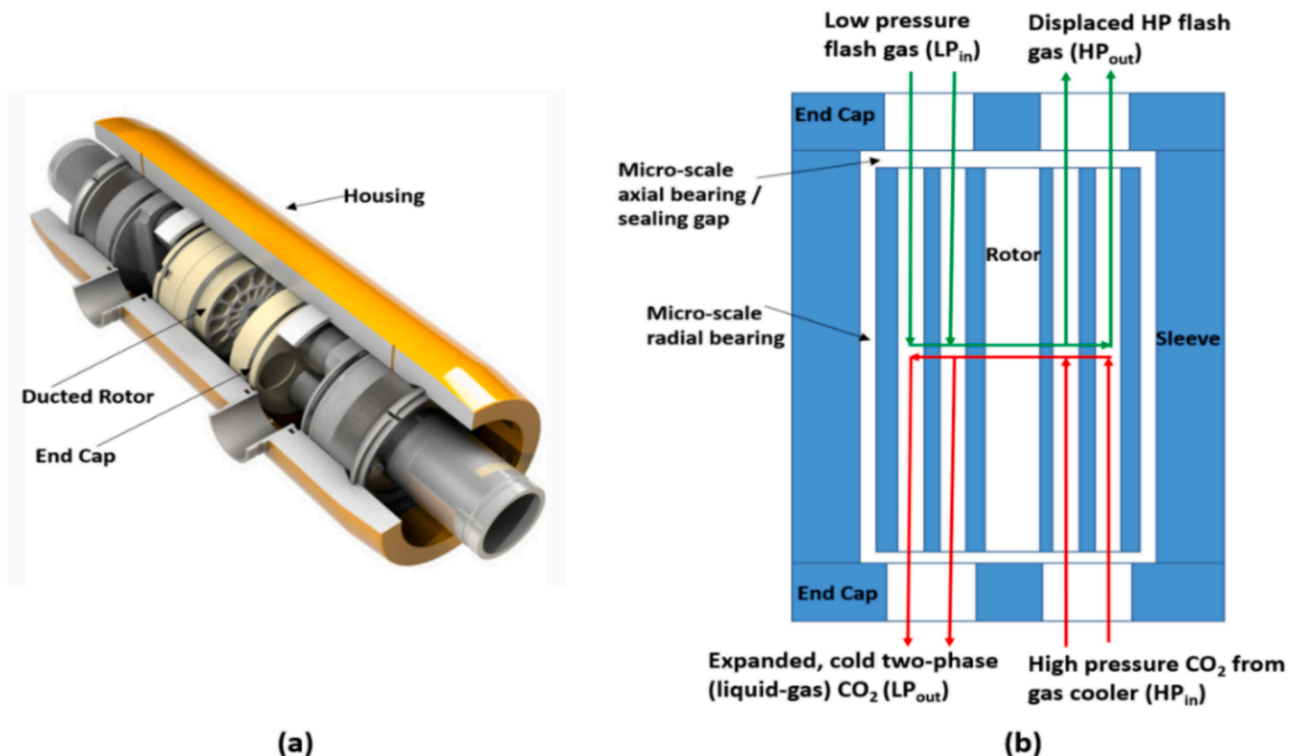 Housing
Ducted Rotor
End Cap
(a)
Low pressure
flash gas (LPin)
Displaced HP flash
gas (HPout)
End Cap
Micro-scale
axial bearing /
sealing gap
Rotor
Micro-scale
radial bearing
Sleeve
End Cap
Expanded, cold two-phase
(liquid-gas) CO2 (LPout)
High pressure CO2 from
gas cooler (HPin)
(b)